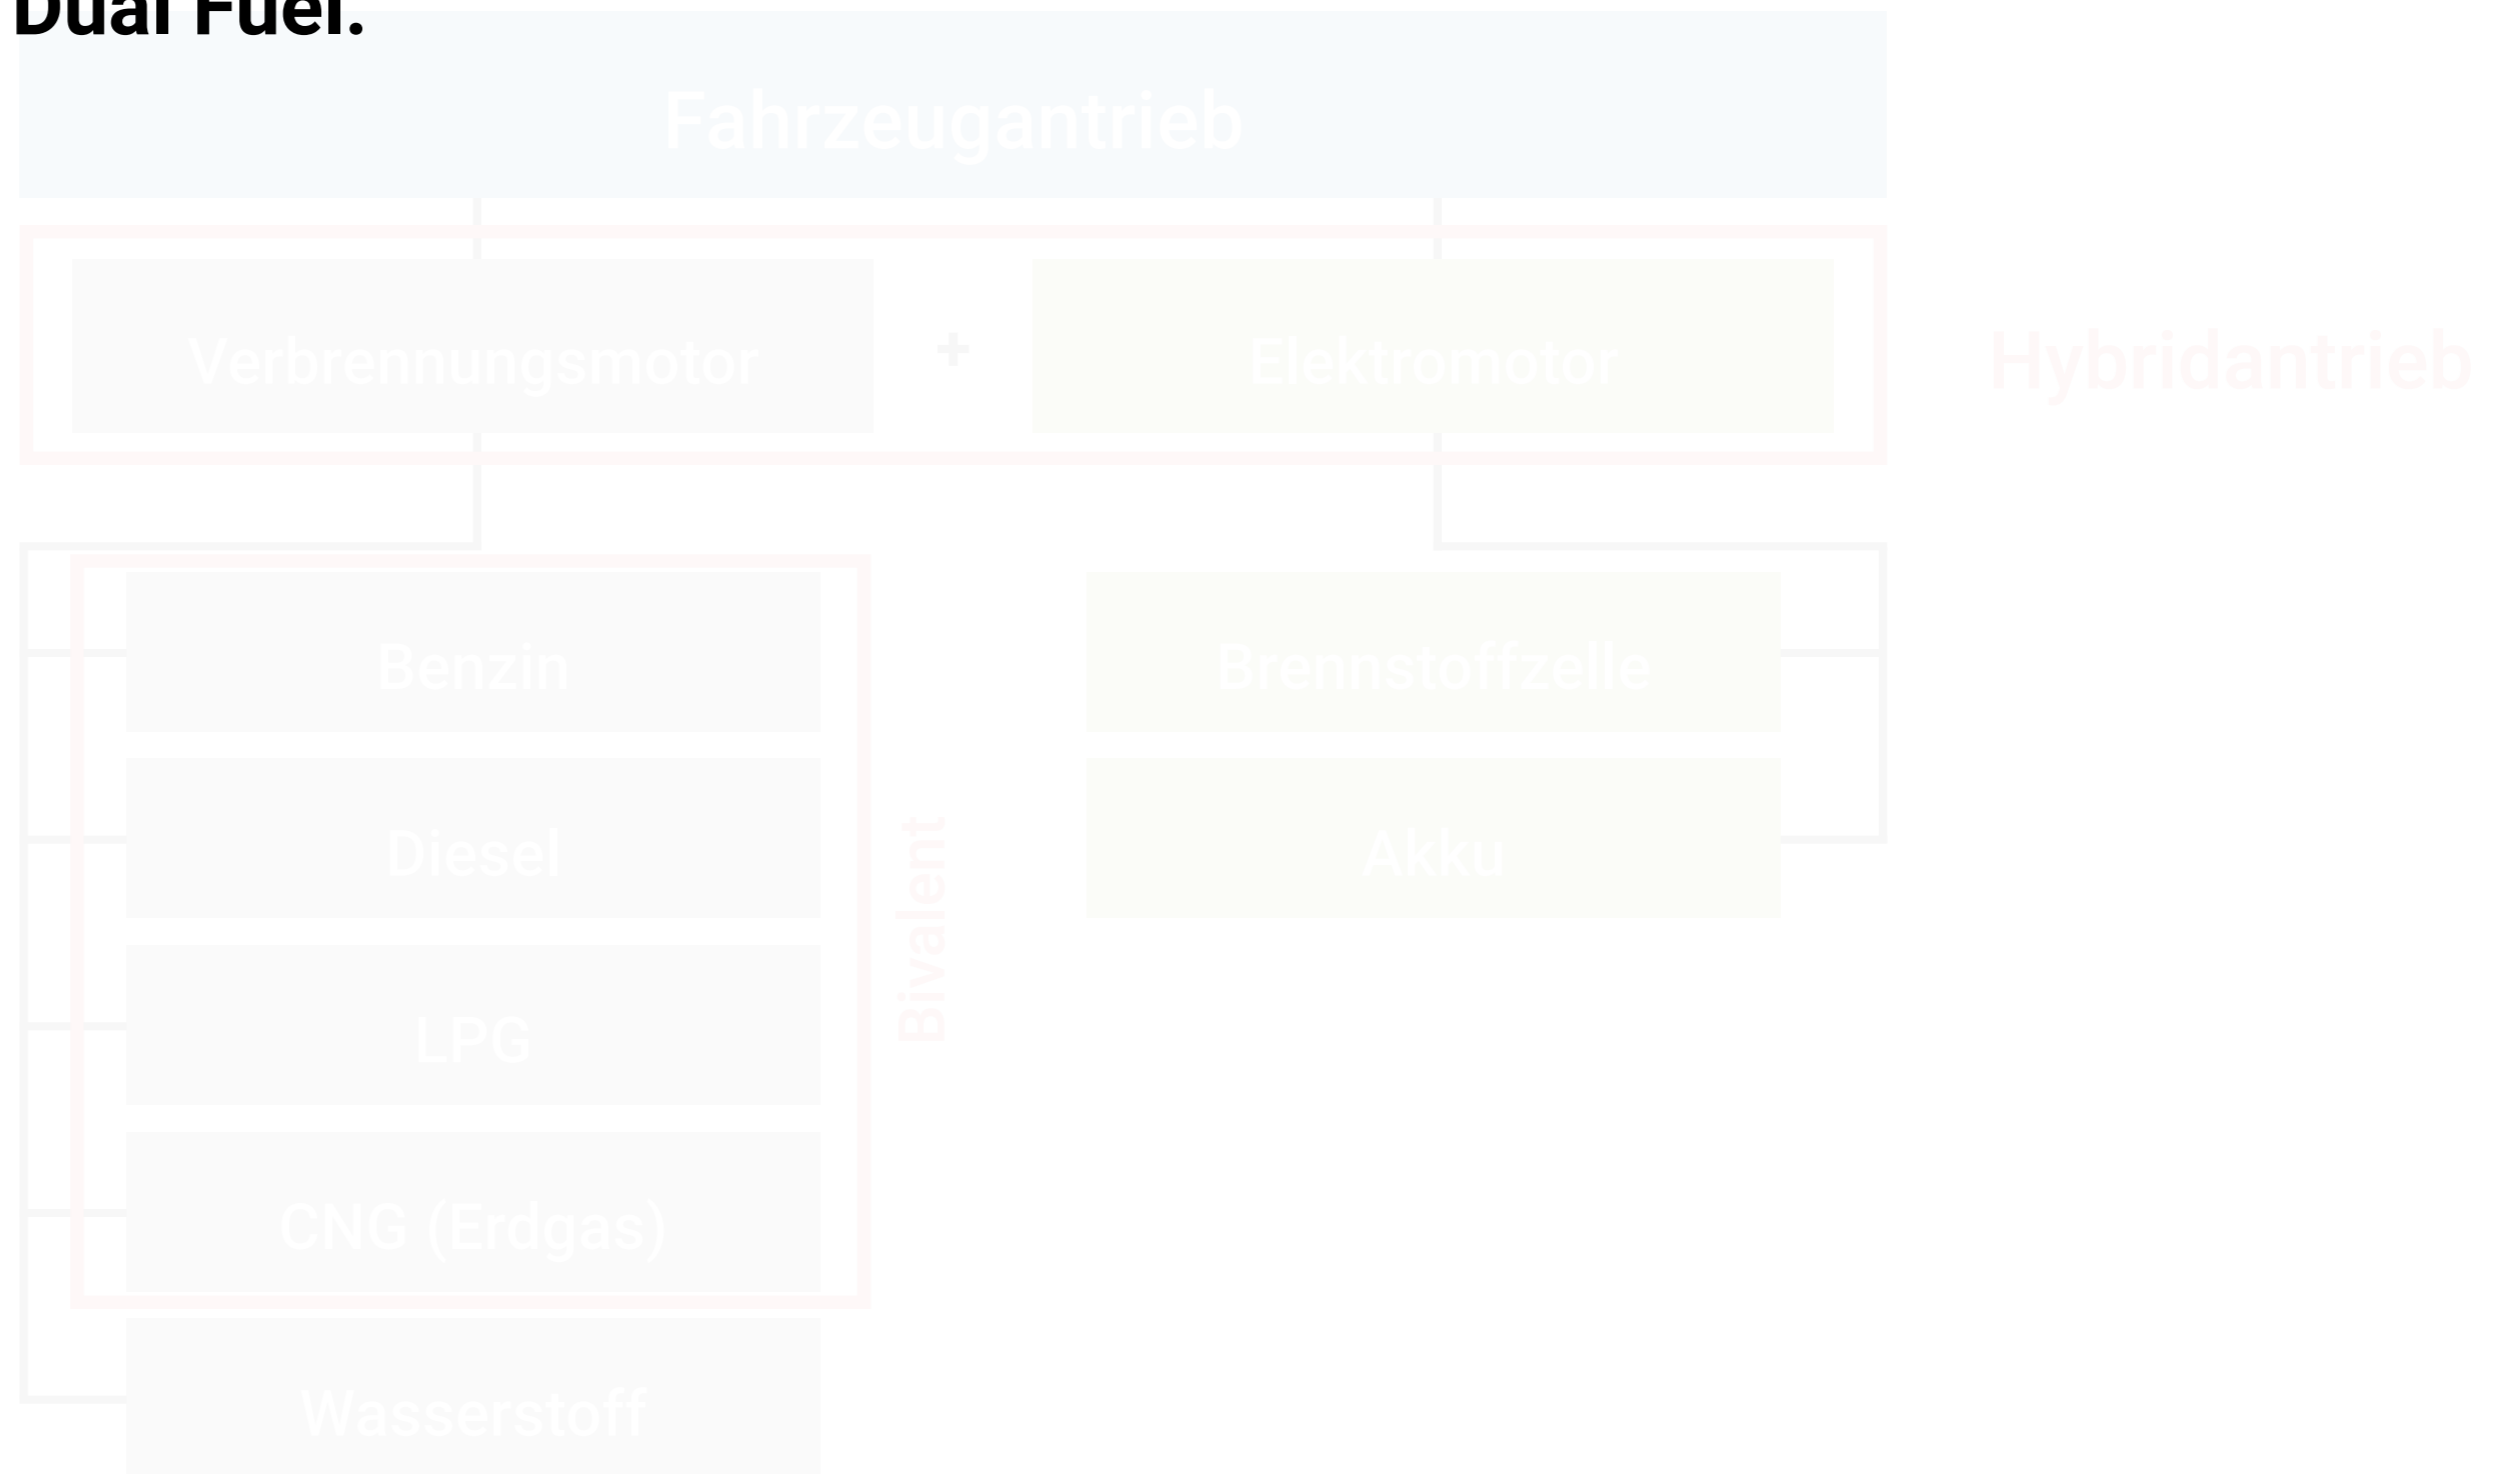 Dual Fuel.
Fahrzeugantrieb
Verbrennungsmotor
+
Elektromotor
Hybridantrieb
Benzin
Diesel
LPG
CNG (Erdgas)
Wasserstoff
Bivalent
Brennstoffzelle
Akku